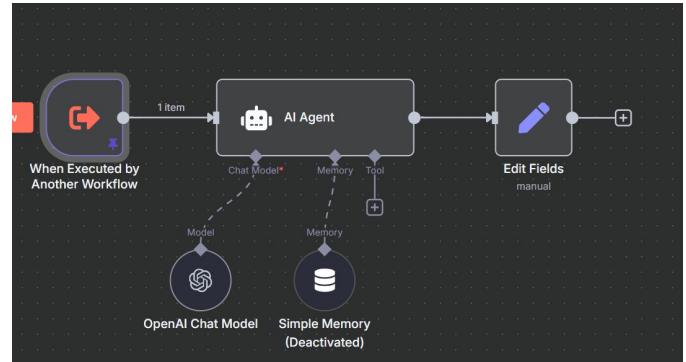 w
1 item
AI Agent
When Executed by
Another Workflow
Chat Model*
Memory
Tool
Edit Fields
manual
Model
Memory
OpenAI Chat Model
Simple Memory
(Deactivated)